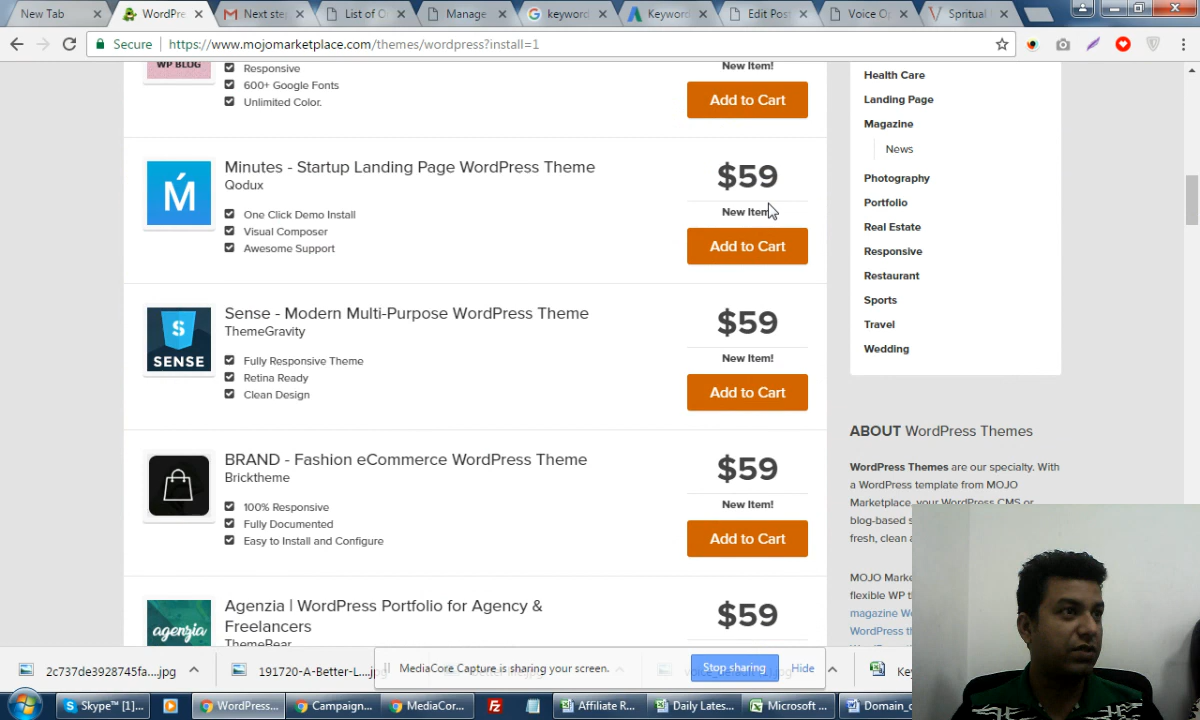 New Tab
WordPre
Next ste
List of C
Manage
keyword
Keyword
Edit Post
Voice Op
Spritual
Secure
https://www.mojomarketplace.com/themes/wordpress?install=1
WP BLOG
Responsive
600+ Google Fonts
Unlimited Color.
New Item!
Add to Cart
Minutes - Startup Landing Page WordPress Theme
Qodux
One Click Demo Install
Visual Composer
Awesome Support
$59
New Item
Add to Cart
Sense - Modern Multi-Purpose WordPress Theme
ThemeGravity
SENSE
Fully Responsive Theme
Retina Ready
Clean Design
$59
New Item!
Add to Cart
BRAND - Fashion eCommerce WordPress Theme
Bricktheme
100% Responsive
Fully Documented
Easy to Install and Configure
$59
New Item!
Add to Cart
agenzia
Agenzia | WordPress Portfolio for Agency &
Freelancers
ThemeBear
$59
Health Care
Landing Page
Magazine
News
Photography
Portfolio
Real Estate
Responsive
Restaurant
Sports
Travel
Wedding
ABOUT WordPress Themes
WordPress Themes are our specialty. With
a WordPress template from MOJO
Marketplace, your WordPress CMS or
blog-based s
fresh, clean a
MOJO Marke
flexible WP t
magazine W
WordPress t
2c737de3928745fa....jpg
191720-A-Better-L....jpg
MediaCore Capture is sharing your screen.
Stop sharing
Hide
Ke
Skype™ [1]...
WordPress...
Campaign...
MediaCor...
Affiliate R...
Daily Lates...
Microsoft ...
Domain_c